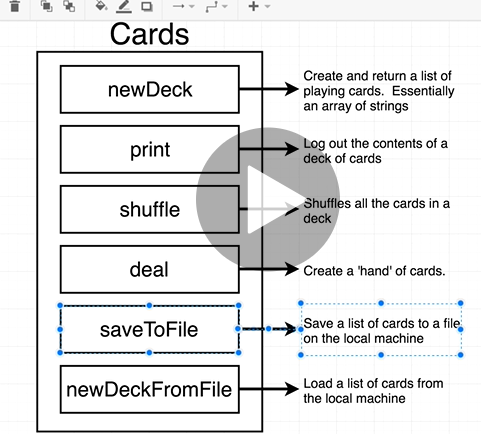 Cards
newDeck
Create and return a list of
playing cards. Essentially
an array of strings
print
Log out the contents of a
deck of cards
shuffle
Shuffles all the cards in a
deck
deal
Create a 'hand' of cards.
saveToFile
Save a list of cards to a file
on the local machine
newDeckFromFile
Load a list of cards from
the local machine